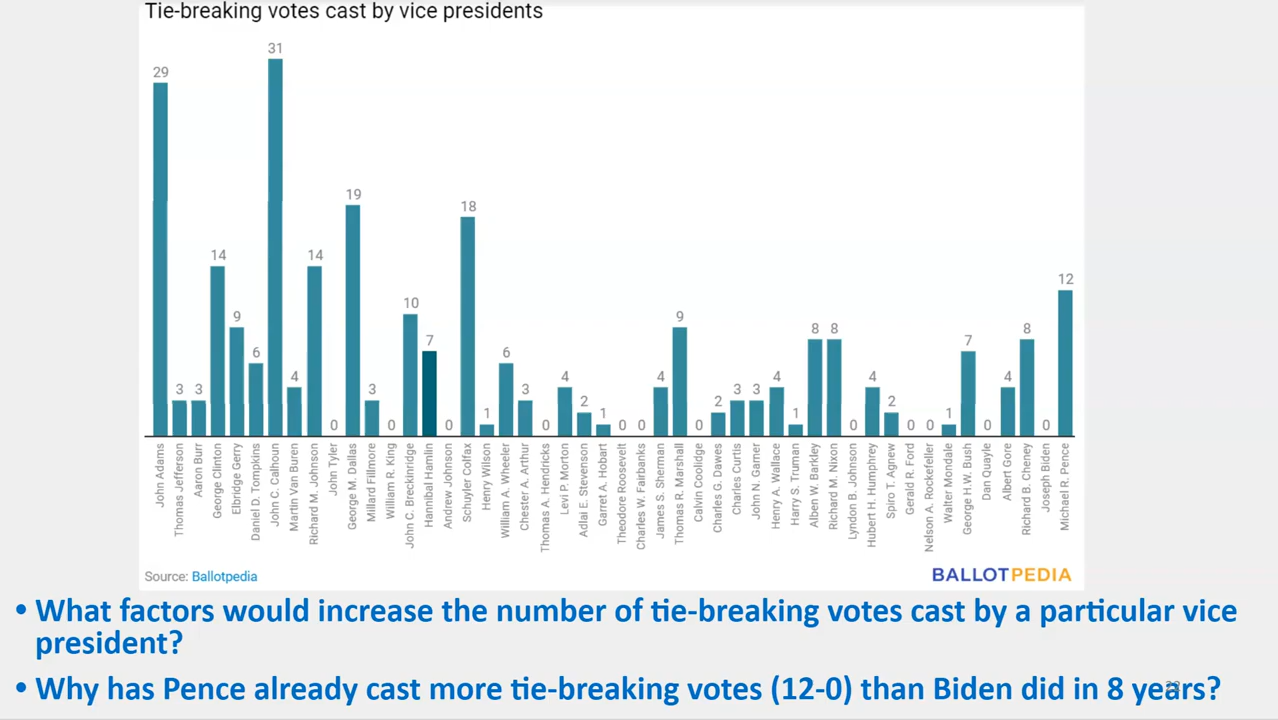 Tie-breaking votes cast by vice presidents
29
3
3
14
9
6
31
4
14
0
19
3
0
10
7
0
18
1
6
3
0
4
2
1
0
0
4
9
0
2
3
3
4
1
8
8
0
4
2
0
0
1
7
0
4
8
0
12
John Adams
Thomas Jefferson
Aaron Burr
George Clinton
Elbridge Gerry
Daniel D. Tompkins
John C. Calhoun
Martin Van Buren
Richard M. Johnson
John Tyler
George M. Dallas
Millard Fillmore
William R. King
John C. Breckinridge
Hannibal Hamlin
Andrew Johnson
Schuyler Colfax
Henry Wilson
William A. Wheeler
Chester A. Arthur
Thomas A. Hendricks
Levi P. Morton
Adlai E. Stevenson
Garret A. Hobart
Theodore Roosevelt
Charles W. Fairbanks
James S. Sherman
Thomas R. Marshall
Calvin Coolidge
Charles G. Dawes
Charles Curtis
John N. Garner
Henry A. Wallace
Harry S. Truman
Alben W. Barkley
Richard M. Nixon
Lyndon B. Johnson
Hubert H. Humphrey
Spiro T. Agnew
Gerald R. Ford
Nelson A. Rockefeller
Walter Mondale
George H.W. Bush
Dan Quayle
Albert Gore
Richard B. Cheney
Joseph Biden
Michael R. Pence
Source: Ballotpedia
BALLOTPEDIA
• What factors would increase the number of tie-breaking votes cast by a particular vice
president?
• Why has Pence already cast more tie-breaking votes (12-0) than Biden did in 8 years?